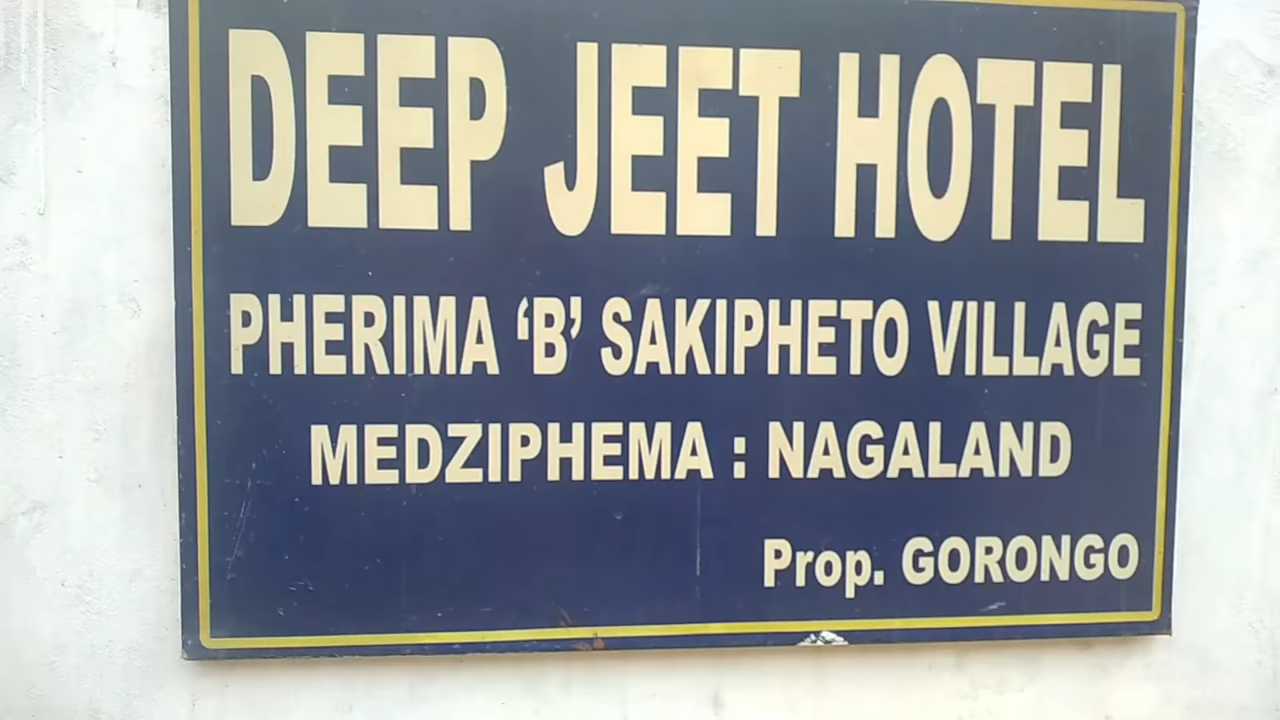 DEEP JEET HOTEL
PHERIMA ‘B’ SAKIPHETO VILLAGE
MEDZIPHEMA : NAGALAND
Prop. GORONGO